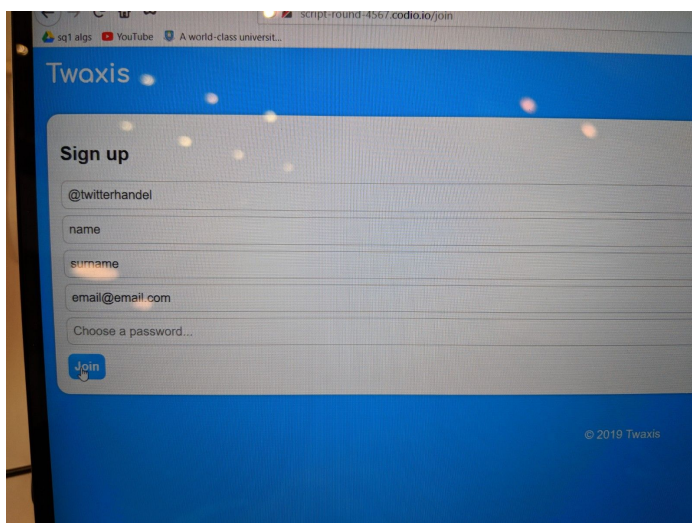 script-round-4567.codio.io/join
sq1 algs YouTube A world-class universit...
Twaxis
Sign up
@twitterhandel
name
surname
email@email.com
Choose a password...
Join
© 2019 Twaxis